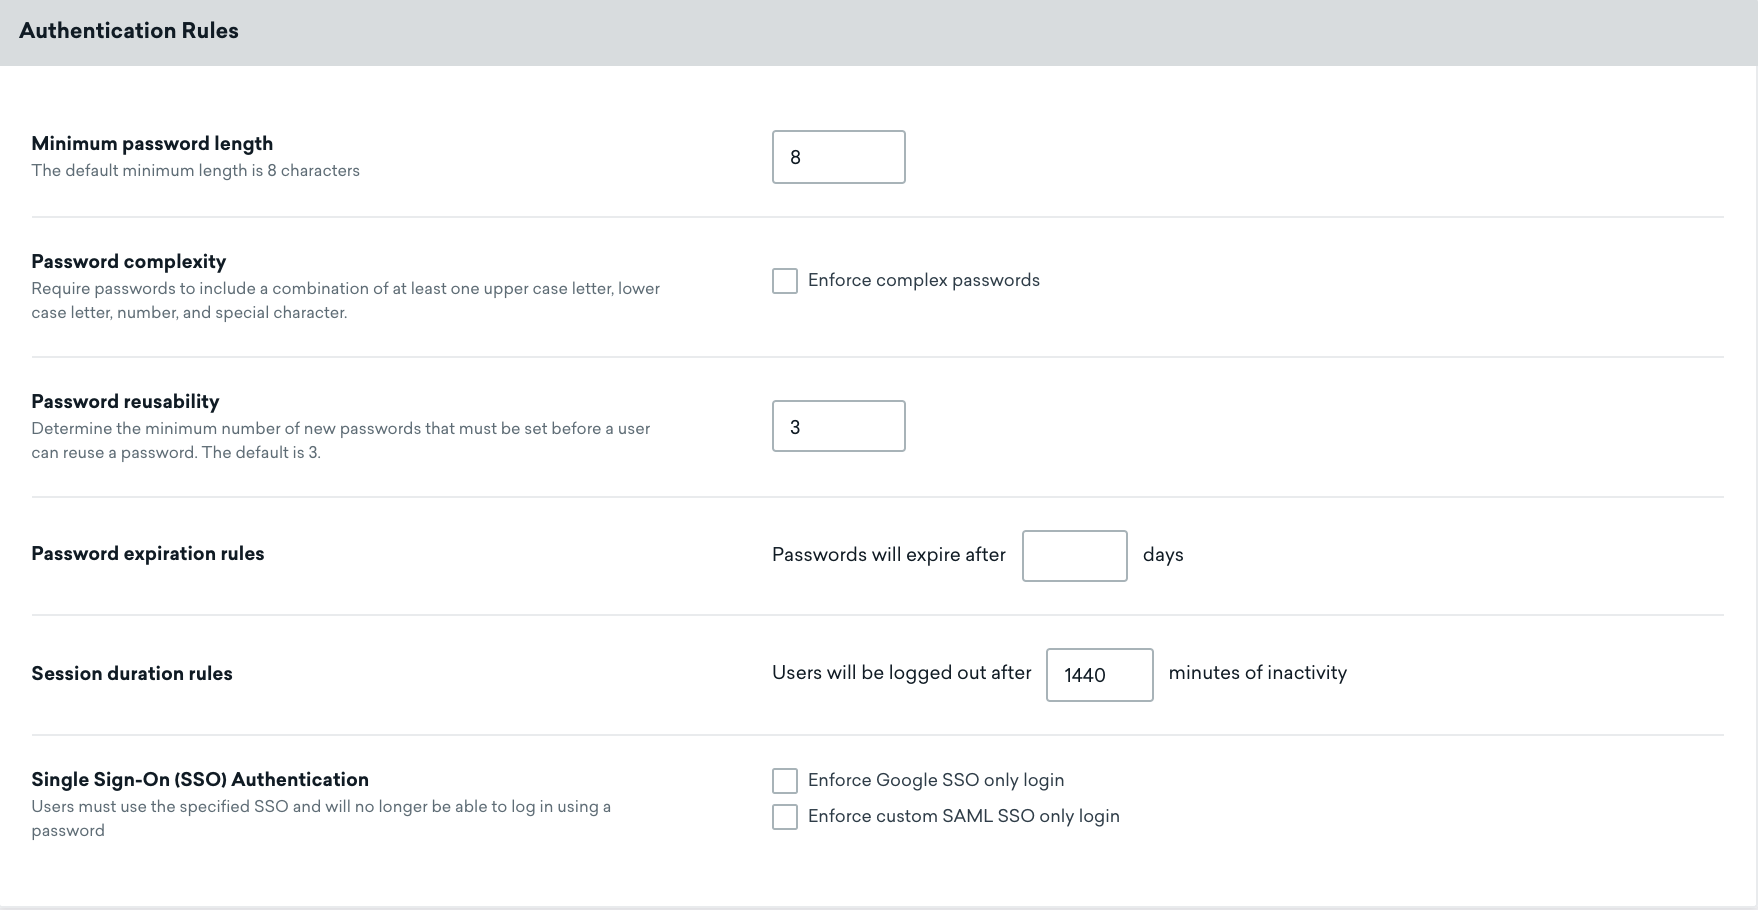 Authentication Rules
Minimum password length
The default minimum length is 8 characters
8
Password complexity
Require passwords to include a combination of at least one upper case letter, lower
case letter, number, and special character.
Enforce complex passwords
Password reusability
Determine the minimum number of new passwords that must be set before a user
can reuse a password. The default is 3.
3
Password expiration rules
Passwords will expire after days
Session duration rules
Users will be logged out after 1440 minutes of inactivity
Single Sign-On (SSO) Authentication
Users must use the specified SSO and will no longer be able to log in using a
password
Enforce Google SSO only login
Enforce custom SAML SSO only login